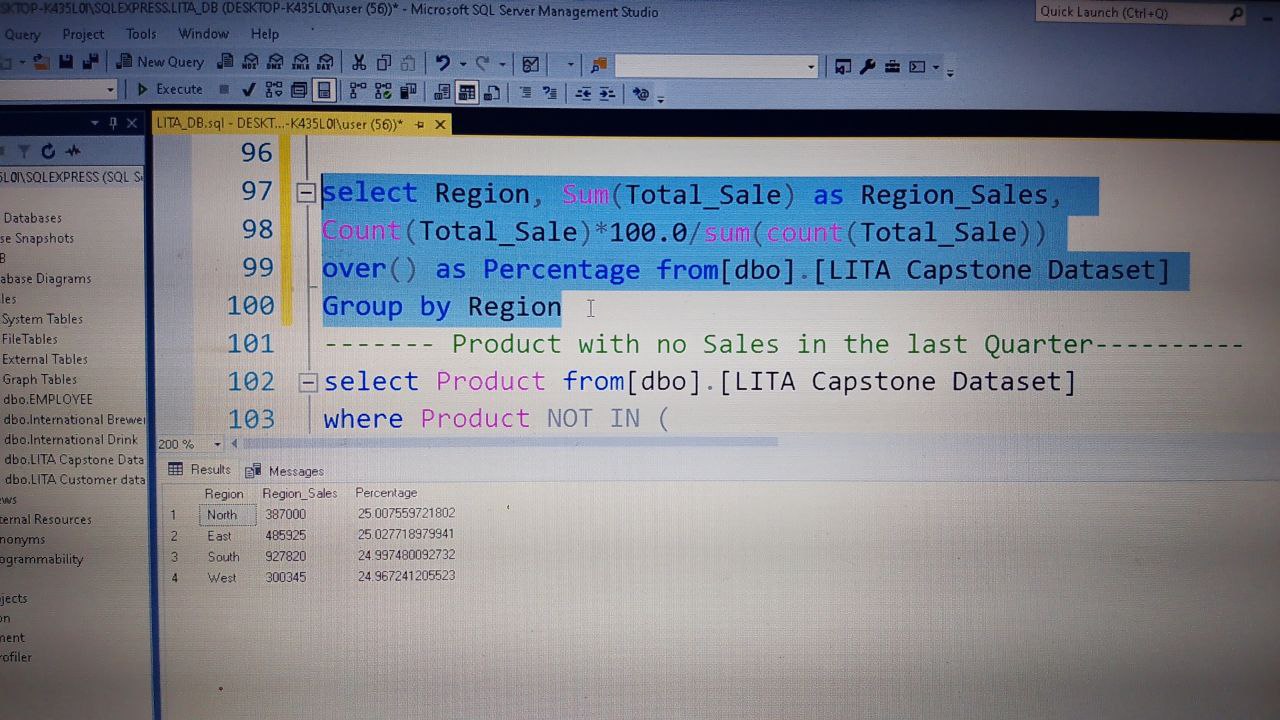 SKTOP-K435L0I\SQLEXPRESS.LITA_DB (DESKTOP-K435L0I\user (56))* - Microsoft SQL Server Management Studio
Quick Launch (Ctrl+Q)
Query Project Tools Window Help
New Query
Execute
LITA_DB.sql - DESKT...-K435L0I\user (56))*
5L0I\SQLEXPRESS (SQL S
Databases
se Snapshots
B
abase Diagrams
les
System Tables
FileTables
External Tables
Graph Tables
dbo.EMPLOYEE
dbo.International Brewer
dbo.International Drink
dbo.LITA Capstone Data
dbo.LITA Customer data
ews
ternal Resources
nonyms
ogrammability
jects
on
ment
rofiler
96
97 select Region, Sum(Total_Sale) as Region_Sales,
98 Count(Total_Sale)*100.0/sum(count(Total_Sale))
99 over() as Percentage from[dbo].[LITA Capstone Dataset]
100 Group by Region
101 ------- Product with no Sales in the last Quarter----------
102 select Product from[dbo].[LITA Capstone Dataset]
103 where Product NOT IN (
200 %
Results Messages
Region Region_Sales Percentage
1 North 387000 25.007559721802
2 East 485925 25.027718979941
3 South 927820 24.997480092732
4 West 300345 24.967241205523